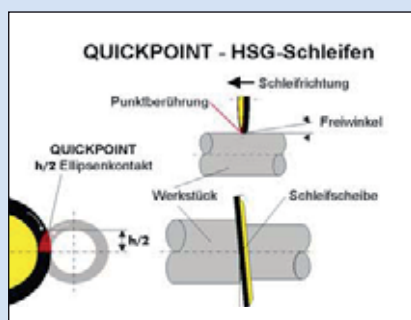 QUICKPOINT - HSG-Schleifen
Schleifrichtung
Punktberührung
Freiwinkel
QUICKPOINT
h/2 Ellipsenkontakt
Werkstück
Schleifscheibe
h/2